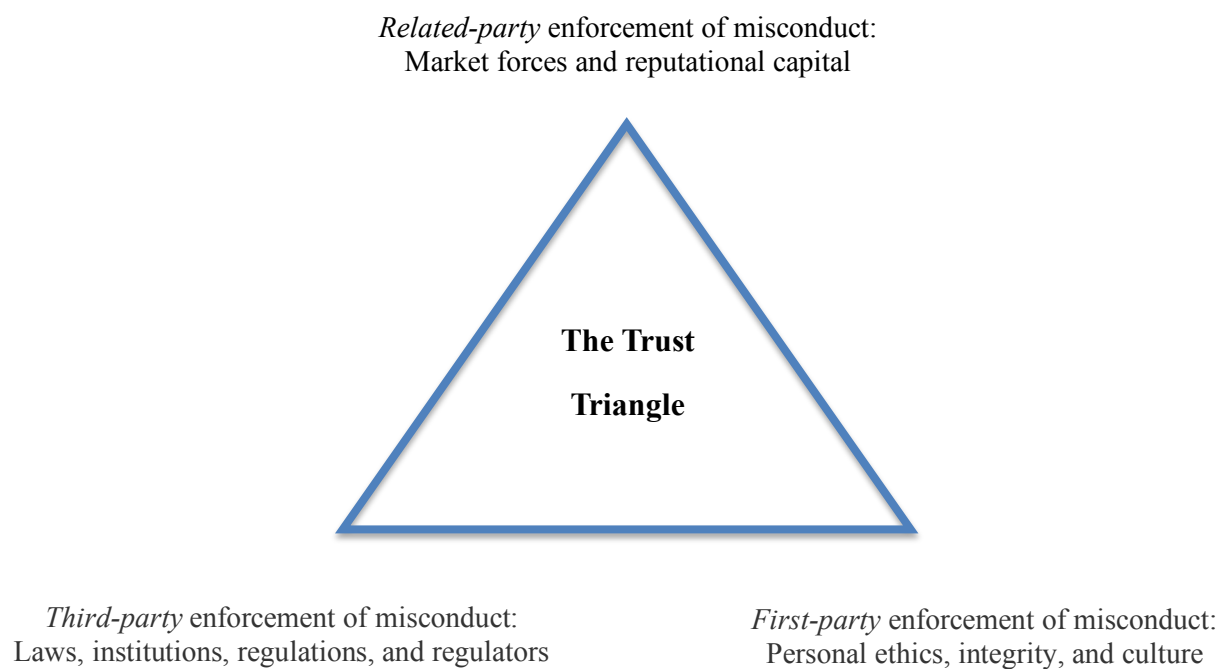 Related-party enforcement of misconduct:
Market forces and reputational capital
The Trust
Triangle
Third-party enforcement of misconduct:
Laws, institutions, regulations, and regulators
First-party enforcement of misconduct:
Personal ethics, integrity, and culture